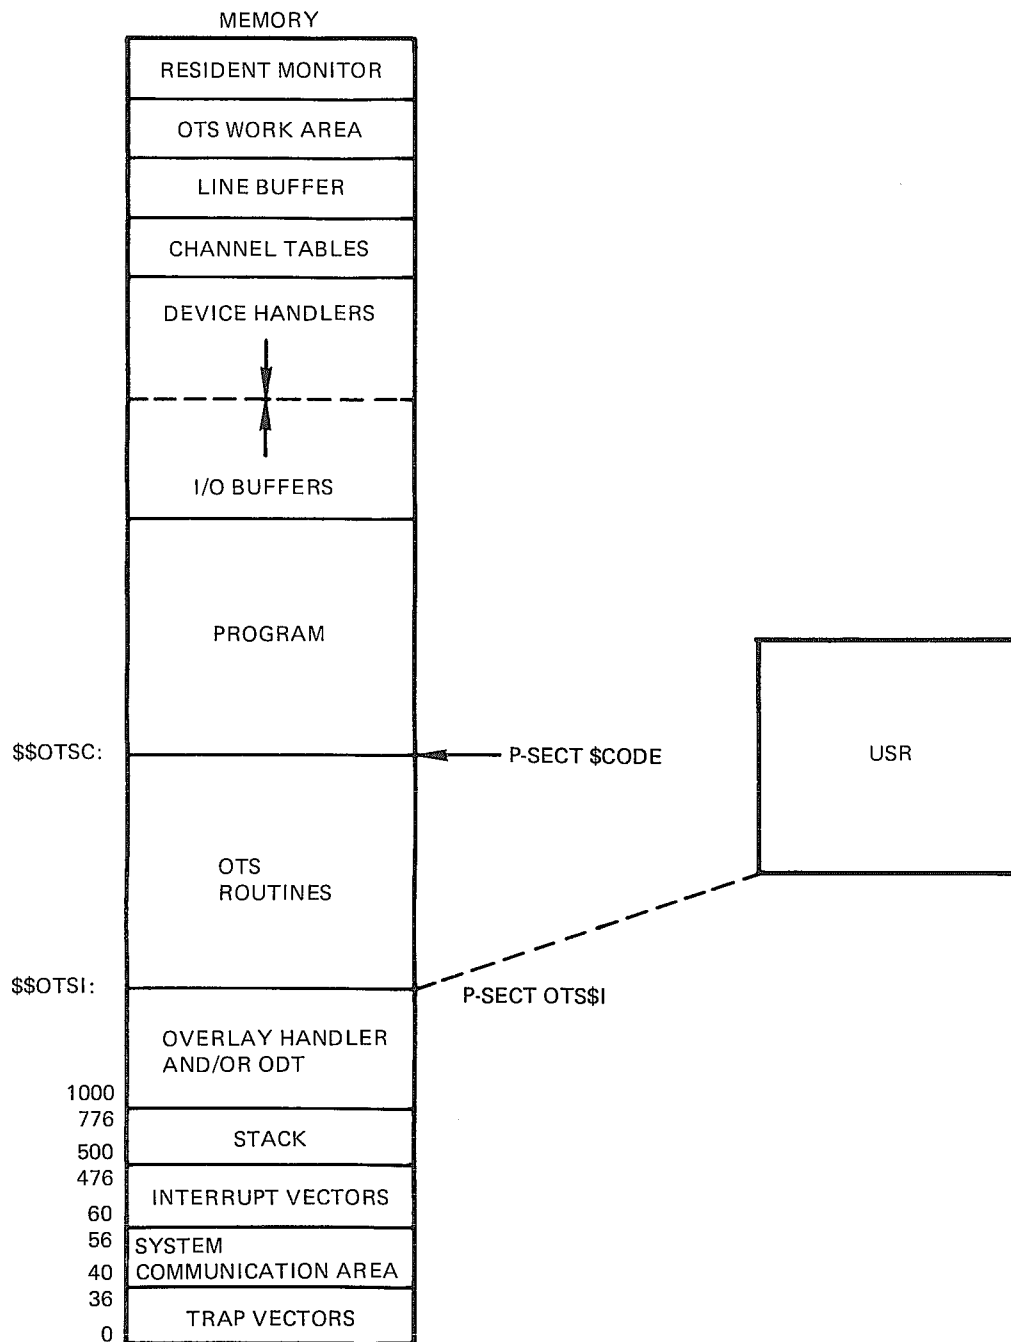 MEMORY
RESIDENT MONITOR
OTS WORK AREA
LINE BUFFER
CHANNEL TABLES
DEVICE HANDLERS
I/O BUFFERS
PROGRAM
$$OTSC:
P-SECT $CODE
USR
OTS
ROUTINES
$$OTSI:
P-SECT OTS$I
OVERLAY HANDLER
AND/OR ODT
1000
776
STACK
500
476
INTERRUPT VECTORS
60
56
SYSTEM
COMMUNICATION AREA
40
36
TRAP VECTORS
0